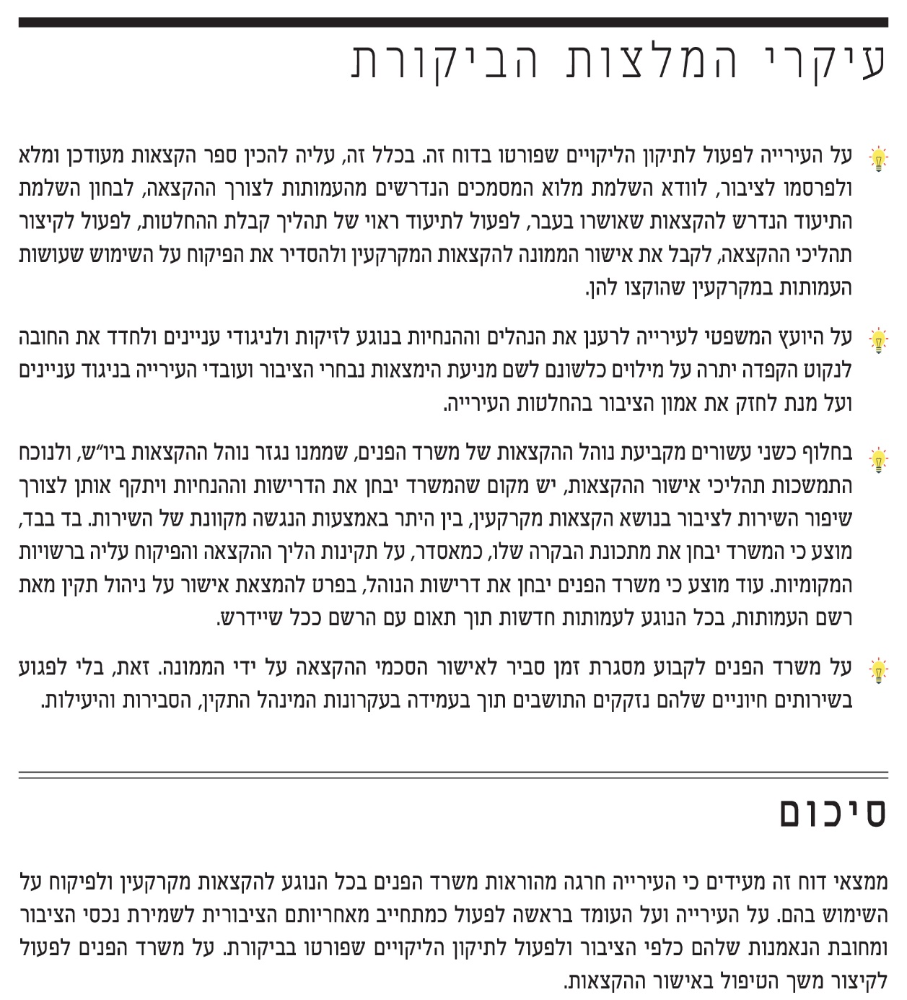 עיקרי המלצות הביקורת
על העירייה לפעול לתיקון הליקויים שפורטו בדוח זה. בכלל זה, עליה להכין ספר הקצאות מעודכן ומלא
ולפרסמו לציבור, לוודא השלמת מלוא המסמכים הנדרשים מהעמותות לצורך ההקצאה, לבחון השלמת
התיעוד הנדרש להקצאות שאושרו בעבר, לפעול לתיעוד ראוי של תהליך קבלת ההחלטות, לפעול לקיצור
תהליכי ההקצאה, לקבל את אישור הממונה להקצאות המקרקעין ולהסדיר את הפיקוח על השימוש שעושות
העמותות במקרקעין שהוקצו להן.
על היועץ המשפטי לעירייה לרענן את הנהלים וההנחיות בנוגע לזיקות ולניגודי עניינים ולחדד את החובה
לנקוט הקפדה יתרה על מילוים כלשונם לשם מניעת הימצאות נבחרי הציבור ועובדי העירייה בניגוד עניינים
ועל מנת לחזק את אמון הציבור בהחלטות העירייה.
בחלוף כשני עשורים מקביעת נוהל ההקצאות של משרד הפנים, שממנו נגזר נוהל ההקצאות ביו"ש, ולנוכח
התמשכות תהליכי אישור ההקצאות, יש מקום שהמשרד יבחן את הדרישות וההנחיות ויתקף אותן לצורך
שיפור השירות לציבור בנושא הקצאות מקרקעין, בין היתר באמצעות הנגשה מקוונת של השירות. בד בבד,
מוצע כי המשרד יבחן את מתכונת הבקרה שלו, כמאסדר, על תקינות הליך ההקצאה והפיקוח עליה ברשויות
המקומיות. עוד מוצע כי משרד הפנים יבחן את דרישות הנוהל, בפרט להמצאת אישור על ניהול תקין מאת
רשם העמותות, בכל הנוגע לעמותות חדשות תוך תאום עם הרשם ככל שיידרש.
על משרד הפנים לקבוע מסגרת זמן סביר לאישור הסכמי ההקצאה על ידי הממונה. זאת, בלי לפגוע
בשירותים חיוניים שלהם נזקקים התושבים תוך בעמידה בעקרונות המינהל התקין, הסבירות והיעילות.
סיכום
ממצאי דוח זה מעידים כי העירייה חרגה מהוראות משרד הפנים בכל הנוגע להקצאות מקרקעין ולפיקוח על
השימוש בהם. על העירייה ועל העומד בראשה לפעול כמתחייב מאחריותם הציבורית לשמירת נכסי הציבור
ומחובת הנאמנות שלהם כלפי הציבור ולפעול לתיקון הליקויים שפורטו בביקורת. על משרד הפנים לפעול
לקיצור משך הטיפול באישור ההקצאות.